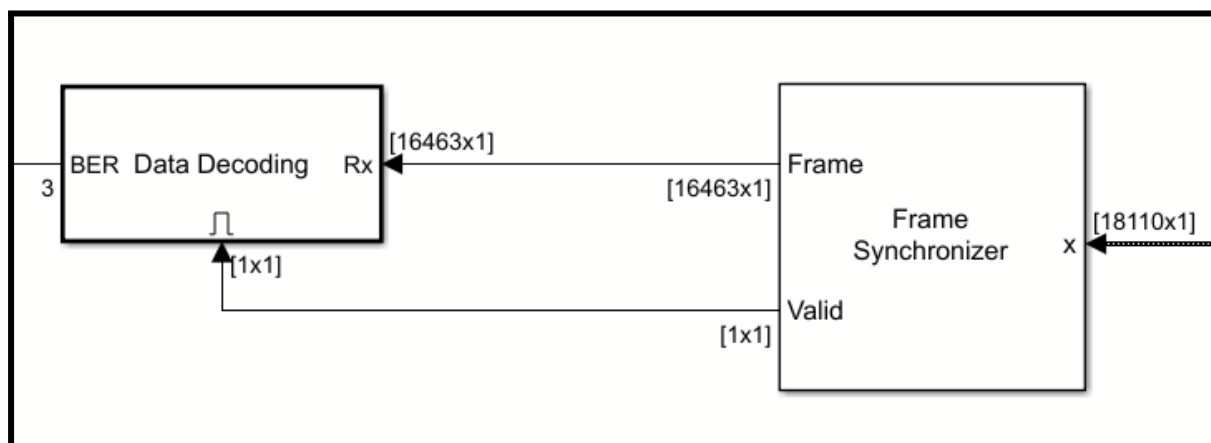 BER Data Decoding Rx
3
[1x1]
[16463x1]
[16463x1]
Frame
Frame
Synchronizer
x
[18110x1]
Valid
[1x1]